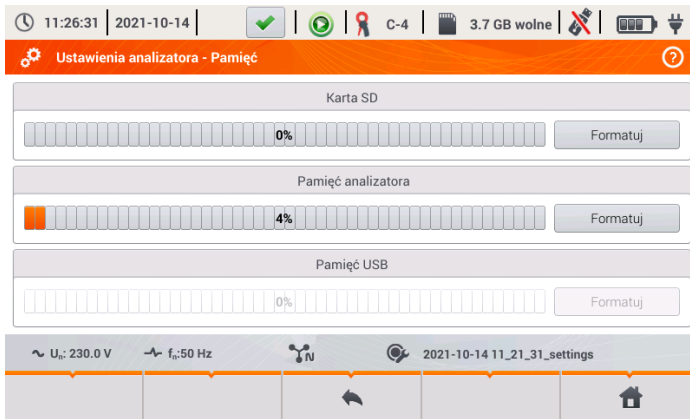 11:26:31 2021-10-14 C-4 3.7 GB wolne
Ustawienia analizatora - Pamięć ?
Karta SD
0% Formatuj
Pamięć analizatora
4% Formatuj
Pamięć USB
0% Formatuj
Uₙ: 230.0 V fₙ:50 Hz N 2021-10-14 11_21_31_settings